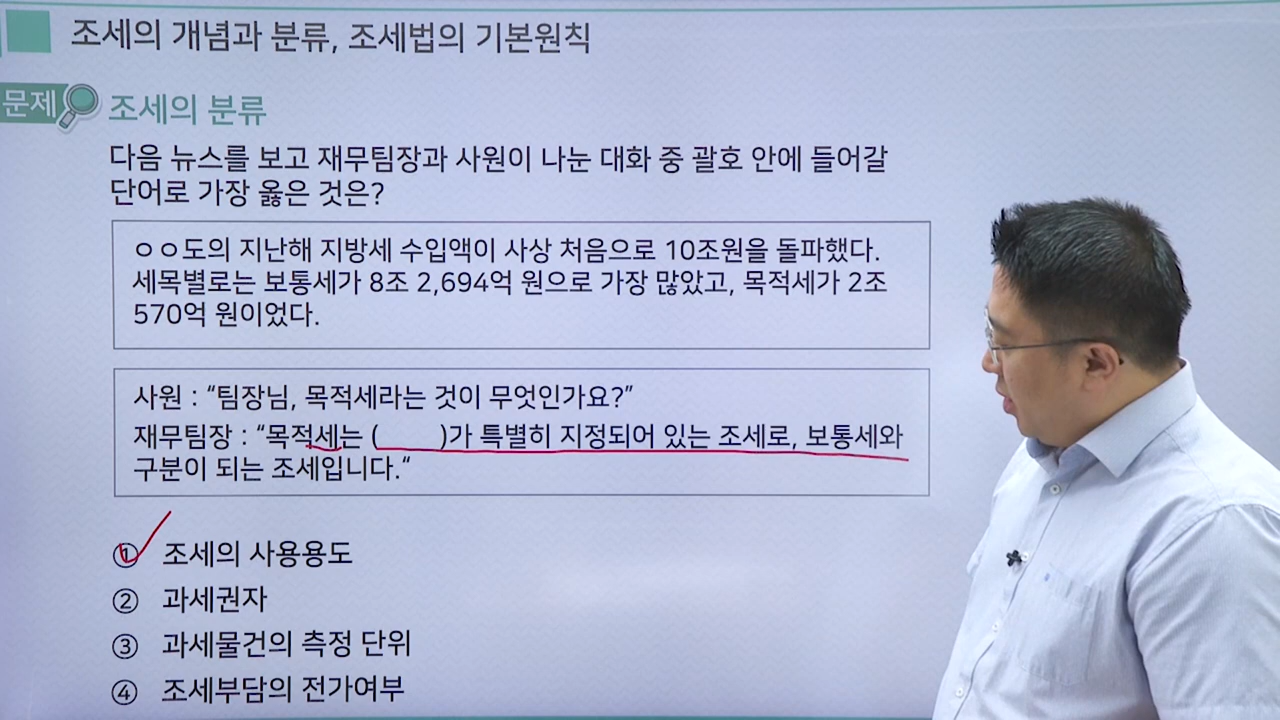 조세의 개념과 분류, 조세법의 기본원칙
문제 조세의 분류
다음 뉴스를 보고 재무팀장과 사원이 나눈 대화 중 괄호 안에 들어갈
단어로 가장 옳은 것은?
ㅇㅇ도의 지난해 지방세 수입액이 사상 처음으로 10조원을 돌파했다.
세목별로는 보통세가 8조 2,694억 원으로 가장 많았고, 목적세가 2조
570억 원이었다.
사원 : “팀장님, 목적세라는 것이 무엇인가요?”
재무팀장 : “목적세는 ( )가 특별히 지정되어 있는 조세로, 보통세와
구분이 되는 조세입니다.“
① 조세의 사용용도
② 과세권자
③ 과세물건의 측정 단위
④ 조세부담의 전가여부